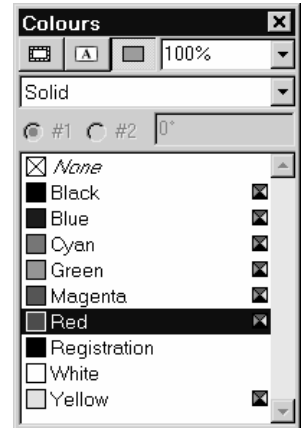 Colours
A 100%
Solid
#1 #2 0°
None
Black
Blue
Cyan
Green
Magenta
Red
Registration
White
Yellow